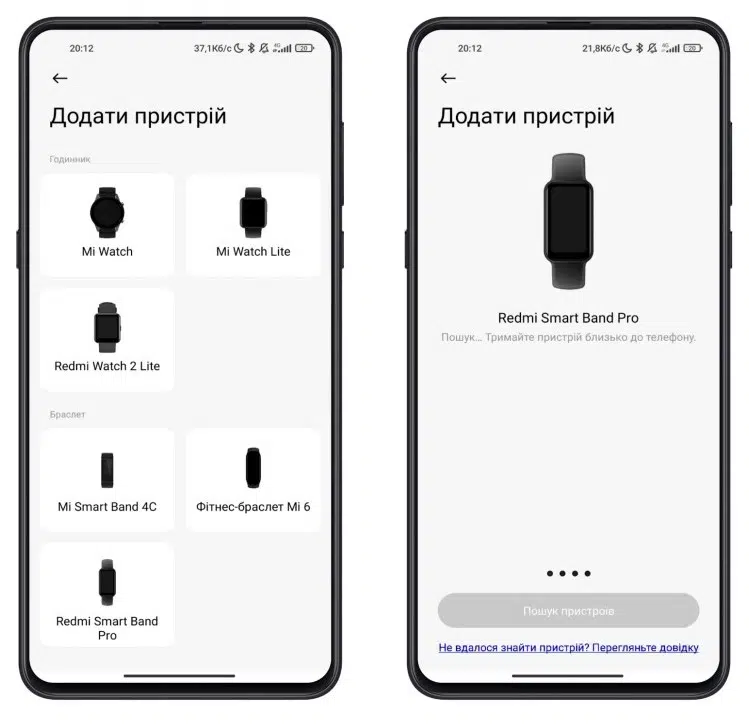 20:12
37,1Кб/с
4G
20
Додати пристрій
Годинник
Mi Watch
Mi Watch Lite
Redmi Watch 2 Lite
Браслет
Mi Smart Band 4C
Фітнес-браслет Mi 6
Redmi Smart Band
Pro
20:12
21,8Кб/с
4G
20
Додати пристрій
Redmi Smart Band Pro
Пошук... Тримайте пристрій близько до телефону.
Пошук пристроїв
Не вдалося знайти пристрій? Перегляньте довідку